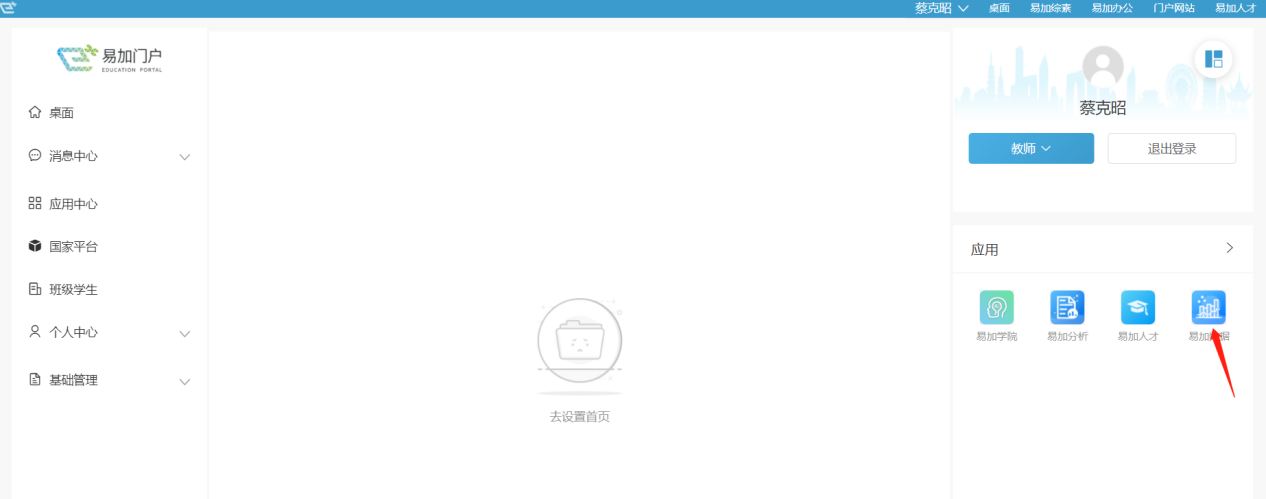 蔡克昭 桌面 易加综素 易加办公 门户网站 易加人才
易加门户
EDUCATION PORTAL
桌面
消息中心
应用中心
国家平台
班级学生
个人中心
基础管理
去设置首页
蔡克昭
教师 退出登录
应用
易加学院 易加分析 易加人才 易加数据